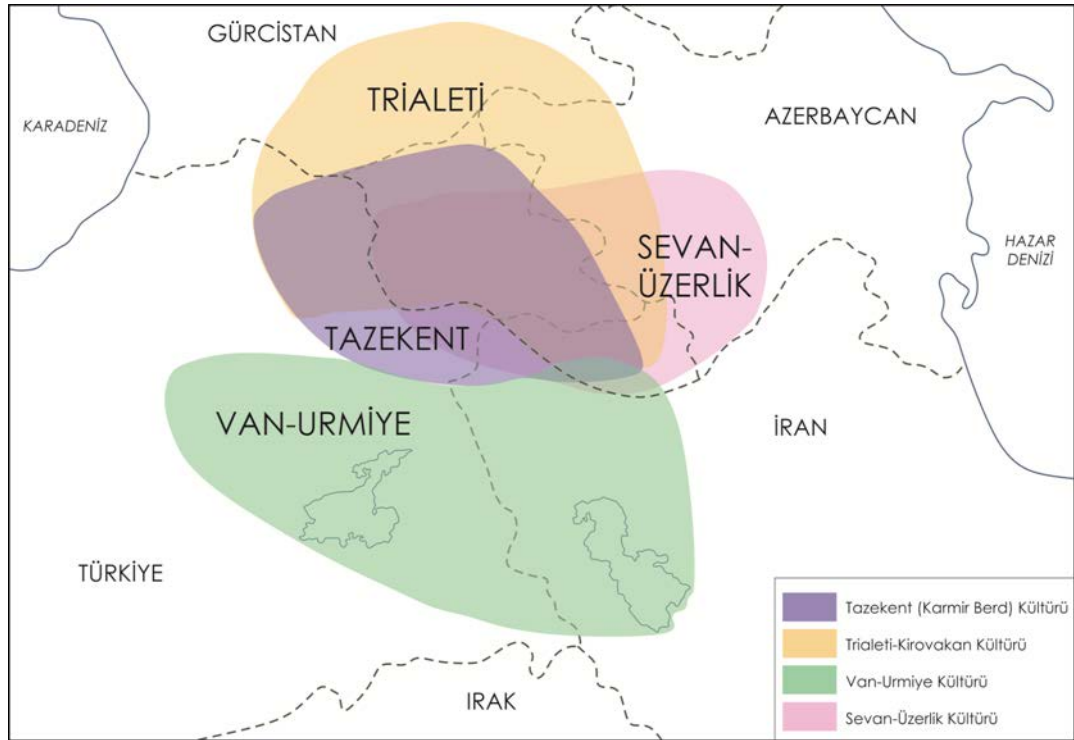 GÜRCİSTAN
TRİALETİ
KARADENİZ
AZERBAYCAN
SEVAN-
ÜZERLİK
HAZAR
DENİZİ
TAZEKENT
VAN-URMİYE
İRAN
TÜRKİYE
IRAK
Tazekent (Karmir Berd) Kültürü
Trialeti-Kirovakan Kültürü
Van-Urmiye Kültürü
Sevan-Üzerlik Kültürü